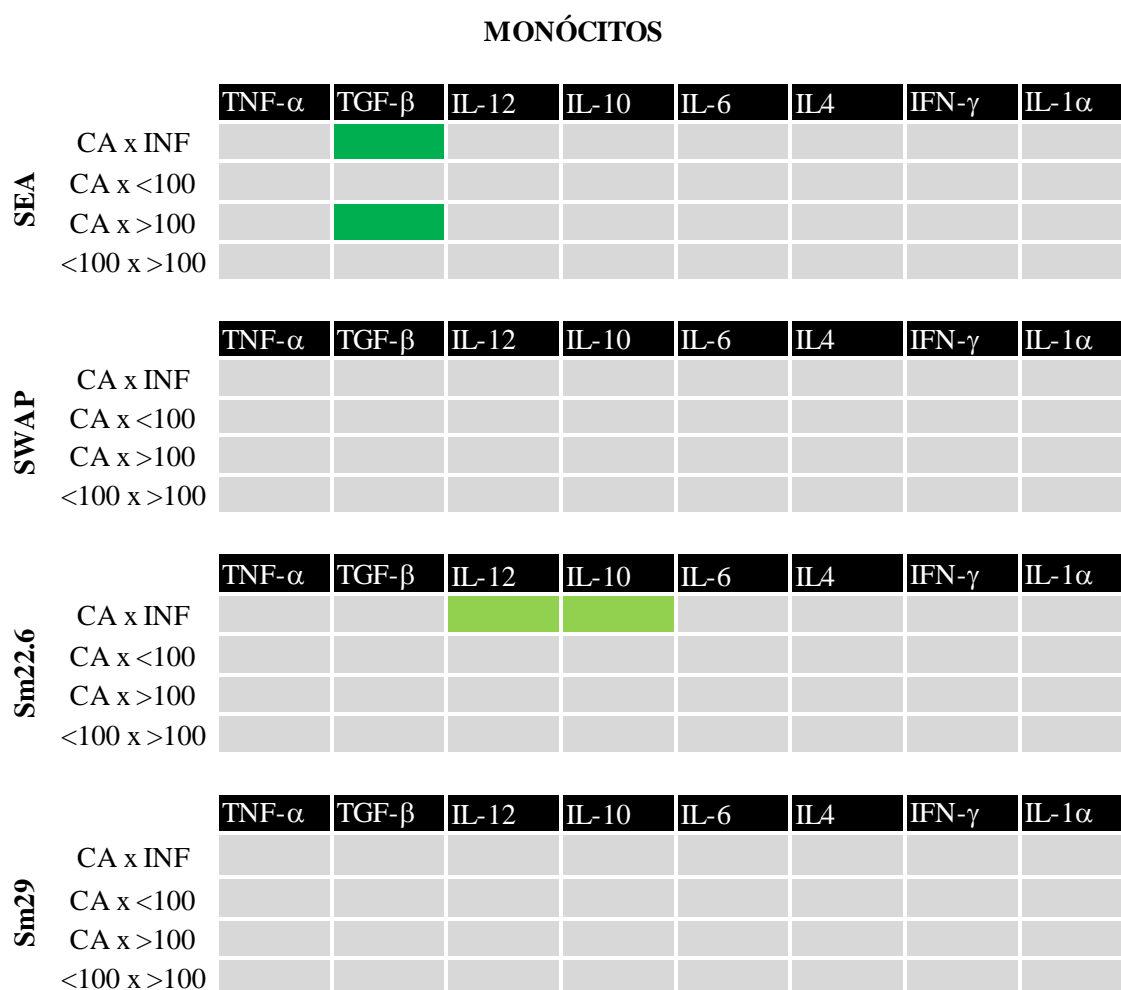 MONÓCITOS
TNF-α TGF-β IL-12 IL-10 IL-6 IL4 IFN-γ IL-1α
SEA
CA x INF
CA x <100
CA x >100
<100 x >100
TNF-α TGF-β IL-12 IL-10 IL-6 IL4 IFN-γ IL-1α
SWAP
CA x INF
CA x <100
CA x >100
<100 x >100
TNF-α TGF-β IL-12 IL-10 IL-6 IL4 IFN-γ IL-1α
Sm22.6
CA x INF
CA x <100
CA x >100
<100 x >100
TNF-α TGF-β IL-12 IL-10 IL-6 IL4 IFN-γ IL-1α
Sm29
CA x INF
CA x <100
CA x >100
<100 x >100